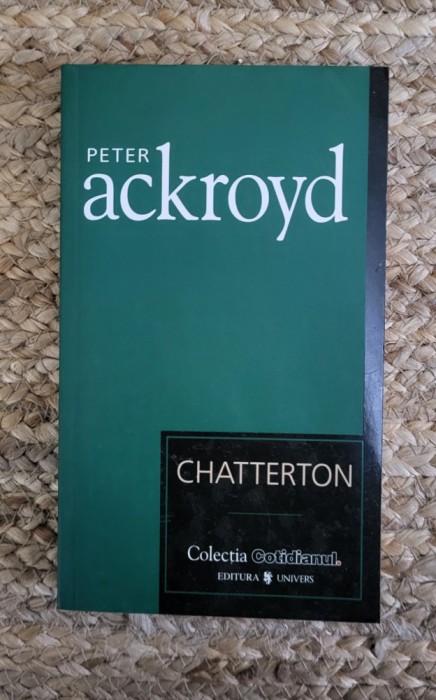 PETER
ackroyd
CHATTERTON
Colecția Cotidianul.
EDITURA UNIVERS